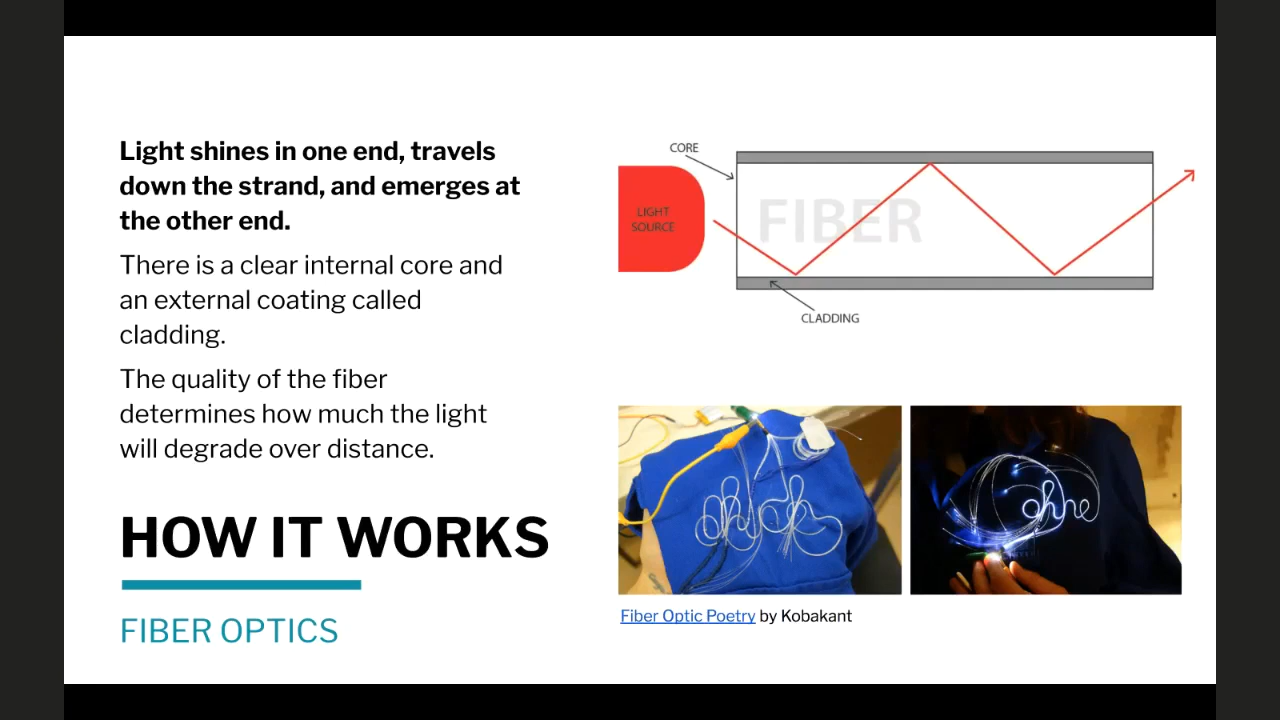 Light shines in one end, travels
down the strand, and emerges at
the other end.
There is a clear internal core and
an external coating called
cladding.
The quality of the fiber
determines how much the light
will degrade over distance.
HOW IT WORKS
FIBER OPTICS
CORE
LIGHT
SOURCE
FIBER
CLADDING
ohne
Fiber Optic Poetry by Kobakant